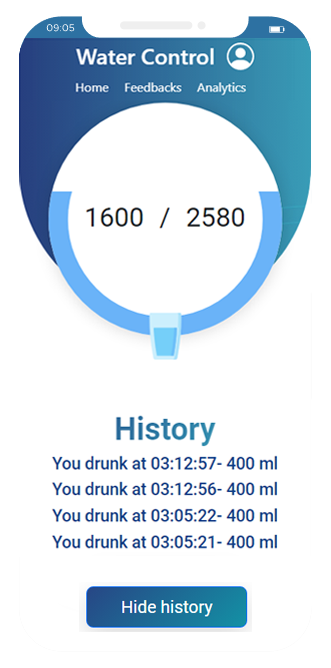 09:05
Water Control
Home Feedbacks Analytics
1600 / 2580
History
You drunk at 03:12:57- 400 ml
You drunk at 03:12:56- 400 ml
You drunk at 03:05:22- 400 ml
You drunk at 03:05:21- 400 ml
Hide history